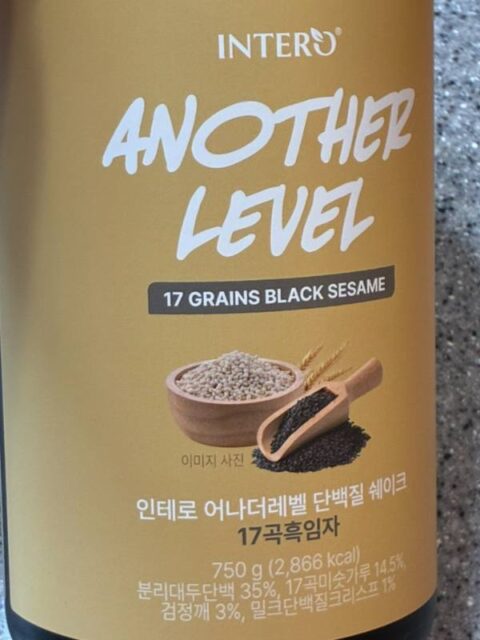 INTERO®
ANOTHER
LEVEL
17 GRAINS BLACK SESAME
이미지 사진
인테로 어나더레벨 단백질 쉐이크
17곡흑임자
750 g (2,866 kcal)
분리대두단백 35%, 17곡미숫가루 14.5%,
검정깨 3%, 밀크단백질크리스프 1%